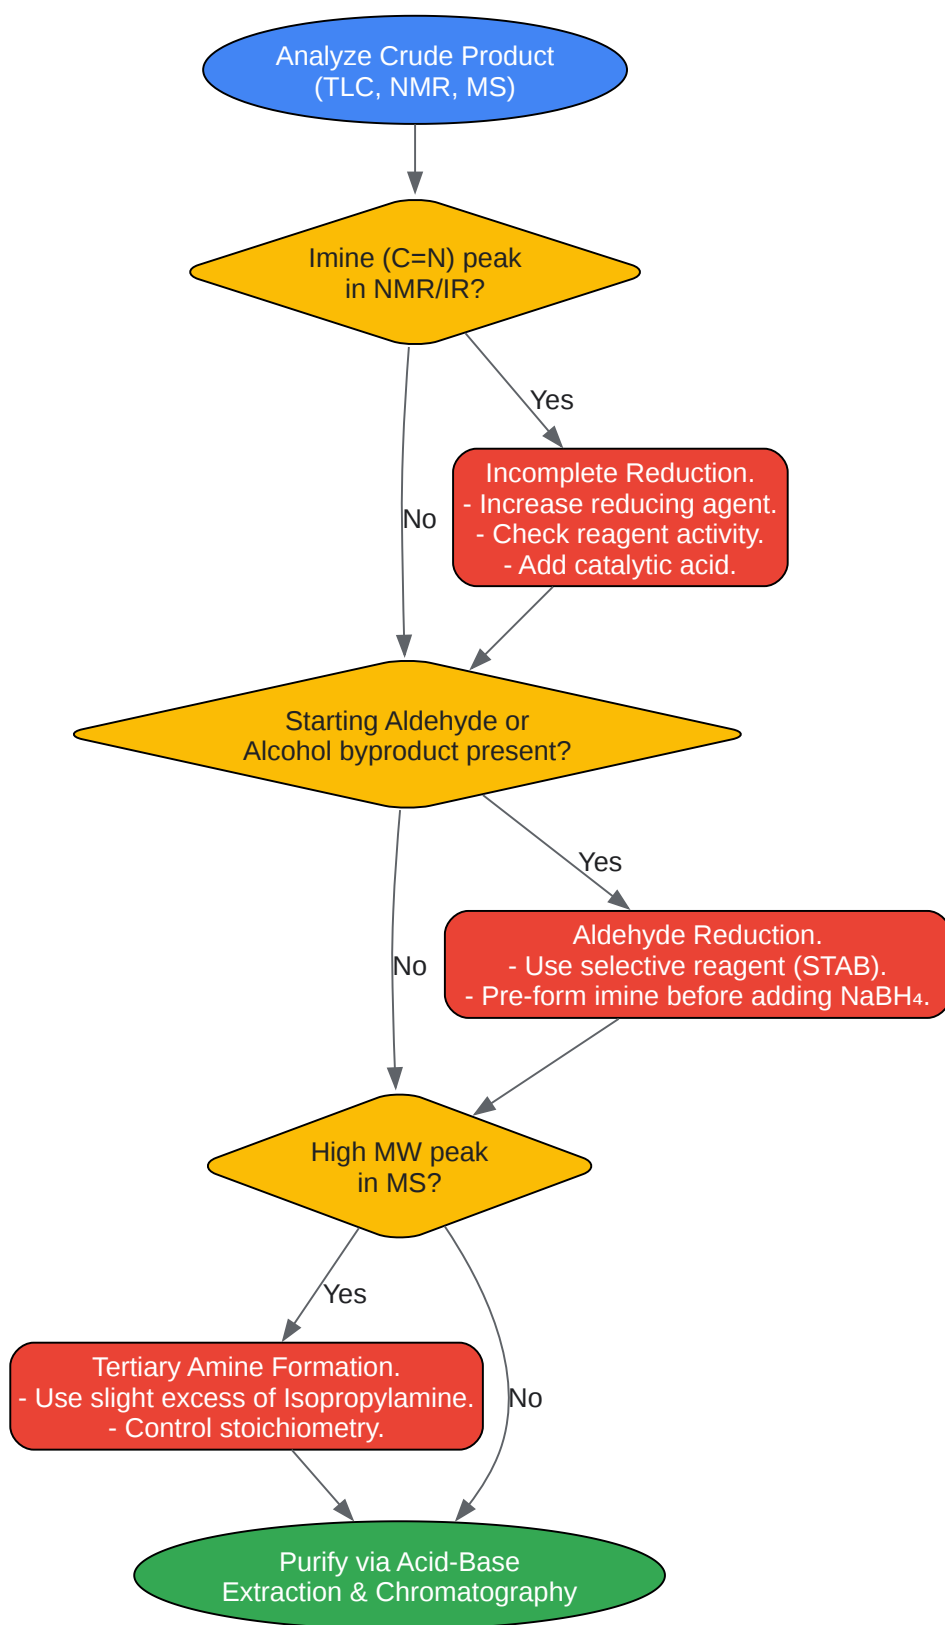 Analyze Crude Product
(TLC, NMR, MS)
Imine (C=N) peak
in NMR/IR?
Yes
Incomplete Reduction.
- Increase reducing agent.
- Check reagent activity.
- Add catalytic acid.
No
Starting Aldehyde or
Alcohol byproduct present?
Yes
Aldehyde Reduction.
- Use selective reagent (STAB).
- Pre-form imine before adding NaBH₄.
No
High MW peak
in MS?
Yes
Tertiary Amine Formation.
- Use slight excess of Isopropylamine.
- Control stoichiometry.
No
Purify via Acid-Base
Extraction & Chromatography